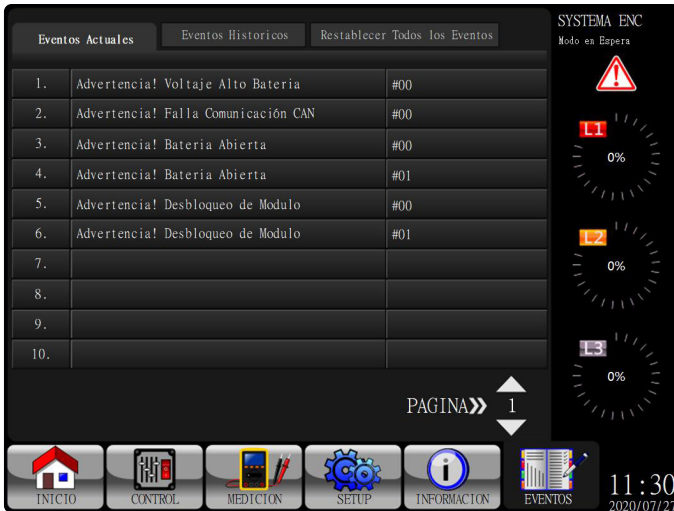 Eventos Actuales
Eventos Historicos
Restablecer Todos los Eventos
SYSTEMA ENC
Modo en Espera
1. Advertencia! Voltaje Alto Bateria #00
2. Advertencia! Falla Comunicación CAN #00
3. Advertencia! Bateria Abierta #00
4. Advertencia! Bateria Abierta #01
5. Advertencia! Desbloqueo de Modulo #00
6. Advertencia! Desbloqueo de Modulo #01
7.
8.
9.
10.
L1
0%
L2
0%
L3
0%
PAGINA» 1
INICIO
CONTROL
MEDICION
SETUP
INFORMACION
EVENTOS
11:30
2020/07/27